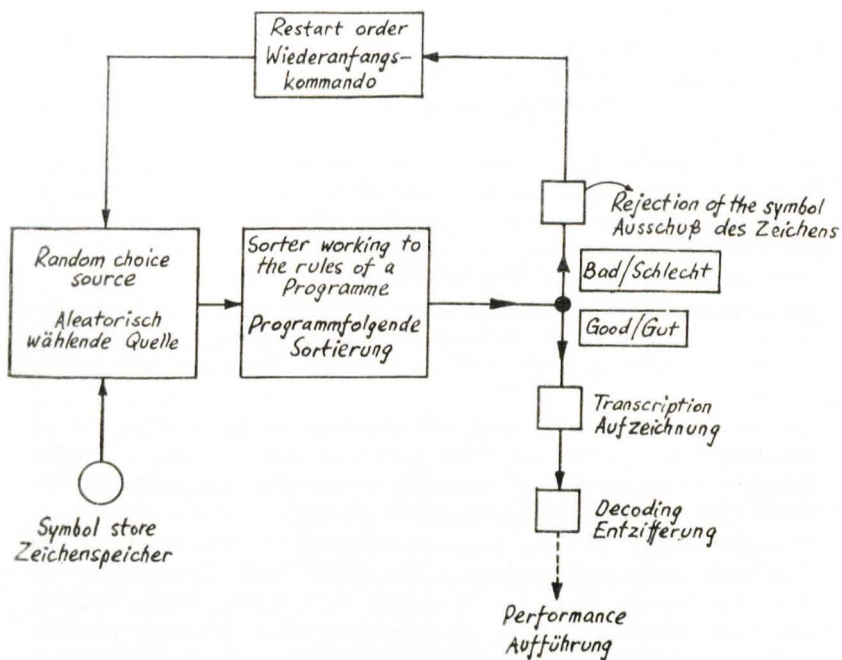 Restart order
Wiederanfangs-
kommando
Rejection of the symbol
Ausschuß des Zeichens
Random choice
source
Aleatorisch
wählende Quelle
Sorter working to
the rules of a
Programme
Programmfolgende
Sortierung
Bad/Schlecht
Good/Gut
Transcription
Aufzeichnung
Symbol store
Zeichenspeicher
Decoding
Entzifferung
Performance
Aufführung